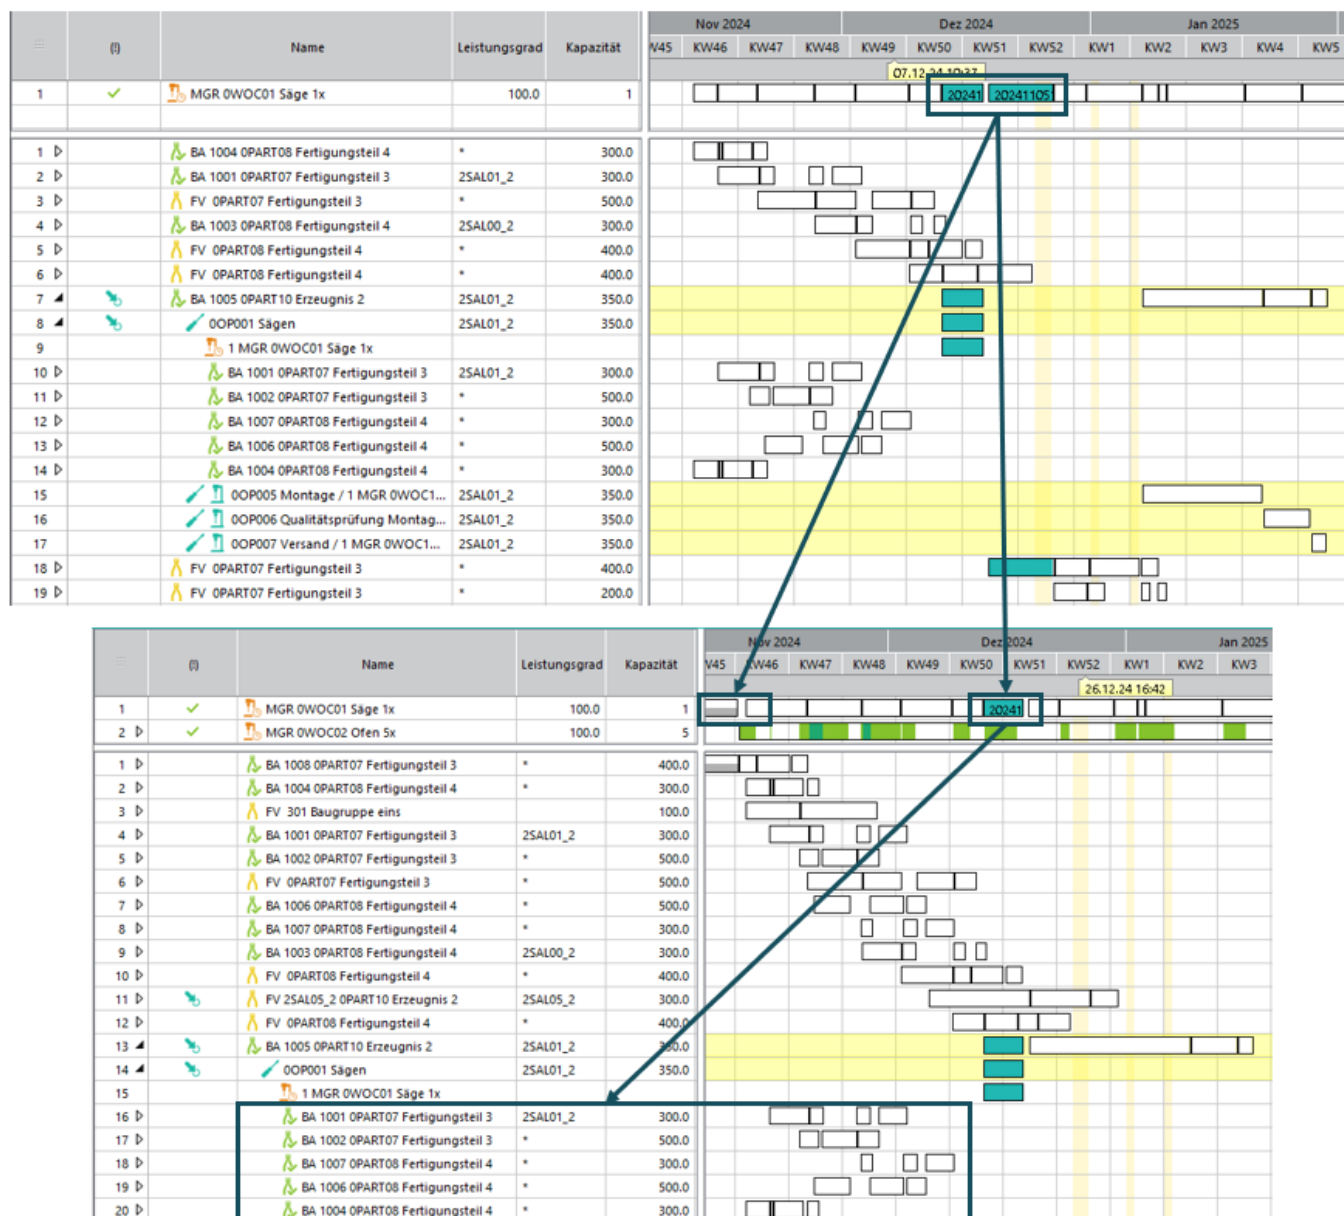 Nov 2024 Dez 2024 Jan 2025
(!) Name Leistungsgrad Kapazität KW46 KW47 KW48 KW49 KW50 KW51 KW52 KW1 KW2 KW3 KW4 KW5
07.12.24 10:37
1 MGR 0WOC01 Säge 1x 100.0 1 20241 20241105
1 BA 1004 0PART08 Fertigungsteil 4 * 300.0
2 BA 1001 0PART07 Fertigungsteil 3 2SAL01_2 300.0
3 FV 0PART07 Fertigungsteil 3 * 500.0
4 BA 1003 0PART08 Fertigungsteil 4 2SAL00_2 300.0
5 FV 0PART08 Fertigungsteil 4 * 400.0
6 FV 0PART08 Fertigungsteil 4 * 400.0
7 BA 1005 0PART10 Erzeugnis 2 2SAL01_2 350.0
8 0OP001 Sägen 2SAL01_2 350.0
9 1 MGR 0WOC01 Säge 1x
10 BA 1001 0PART07 Fertigungsteil 3 2SAL01_2 300.0
11 BA 1002 0PART07 Fertigungsteil 3 * 500.0
12 BA 1007 0PART08 Fertigungsteil 4 * 300.0
13 BA 1006 0PART08 Fertigungsteil 4 * 500.0
14 BA 1004 0PART08 Fertigungsteil 4 * 300.0
15 0OP005 Montage / 1 MGR 0WOC1... 2SAL01_2 350.0
16 0OP006 Qualitätsprüfung Montag... 2SAL01_2 350.0
17 0OP007 Versand / 1 MGR 0WOC1... 2SAL01_2 350.0
18 FV 0PART07 Fertigungsteil 3 * 400.0
19 FV 0PART07 Fertigungsteil 3 * 200.0
Nov 2024 Dez 2024 Jan 2025
(!) Name Leistungsgrad Kapazität KW46 KW47 KW48 KW49 KW50 KW51 KW52 KW1 KW2 KW3
26.12.24 16:42
1 MGR 0WOC01 Säge 1x 100.0 1 20241
2 MGR 0WOC02 Ofen 5x 100.0 5
1 BA 1008 0PART07 Fertigungsteil 3 * 400.0
2 BA 1004 0PART08 Fertigungsteil 4 * 300.0
3 FV 301 Baugruppe eins 100.0
4 BA 1001 0PART07 Fertigungsteil 3 2SAL01_2 300.0
5 BA 1002 0PART07 Fertigungsteil 3 * 500.0
6 FV 0PART07 Fertigungsteil 3 * 500.0
7 BA 1006 0PART08 Fertigungsteil 4 * 500.0
8 BA 1007 0PART08 Fertigungsteil 4 * 300.0
9 BA 1003 0PART08 Fertigungsteil 4 2SAL00_2 300.0
10 FV 0PART08 Fertigungsteil 4 * 400.0
11 FV 2SAL05_2 0PART10 Erzeugnis 2 2SAL05_2 300.0
12 FV 0PART08 Fertigungsteil 4 * 400.0
13 BA 1005 0PART10 Erzeugnis 2 2SAL01_2 350.0
14 0OP001 Sägen 2SAL01_2 350.0
15 1 MGR 0WOC01 Säge 1x
16 BA 1001 0PART07 Fertigungsteil 3 2SAL01_2 300.0
17 BA 1002 0PART07 Fertigungsteil 3 * 500.0
18 BA 1007 0PART08 Fertigungsteil 4 * 300.0
19 BA 1006 0PART08 Fertigungsteil 4 * 500.0
20 BA 1004 0PART08 Fertigungsteil 4 * 300.0